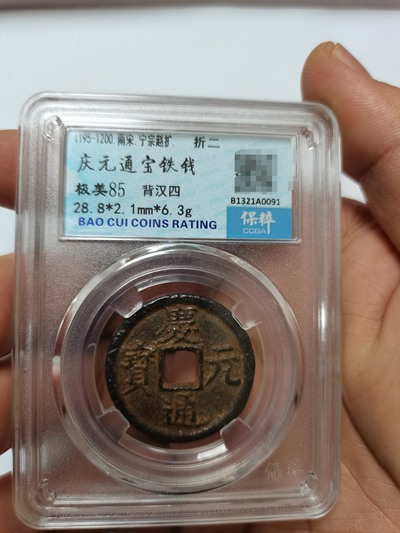 1195-1200.南宋.宁宗赵扩. 折二
庆元通宝铁钱
极美85 背汉四
28.8*2.1mm*6.3g
BAO CUI COINS RATING
B1321A0091
保粹
CCGA
慶元通寶
保粹